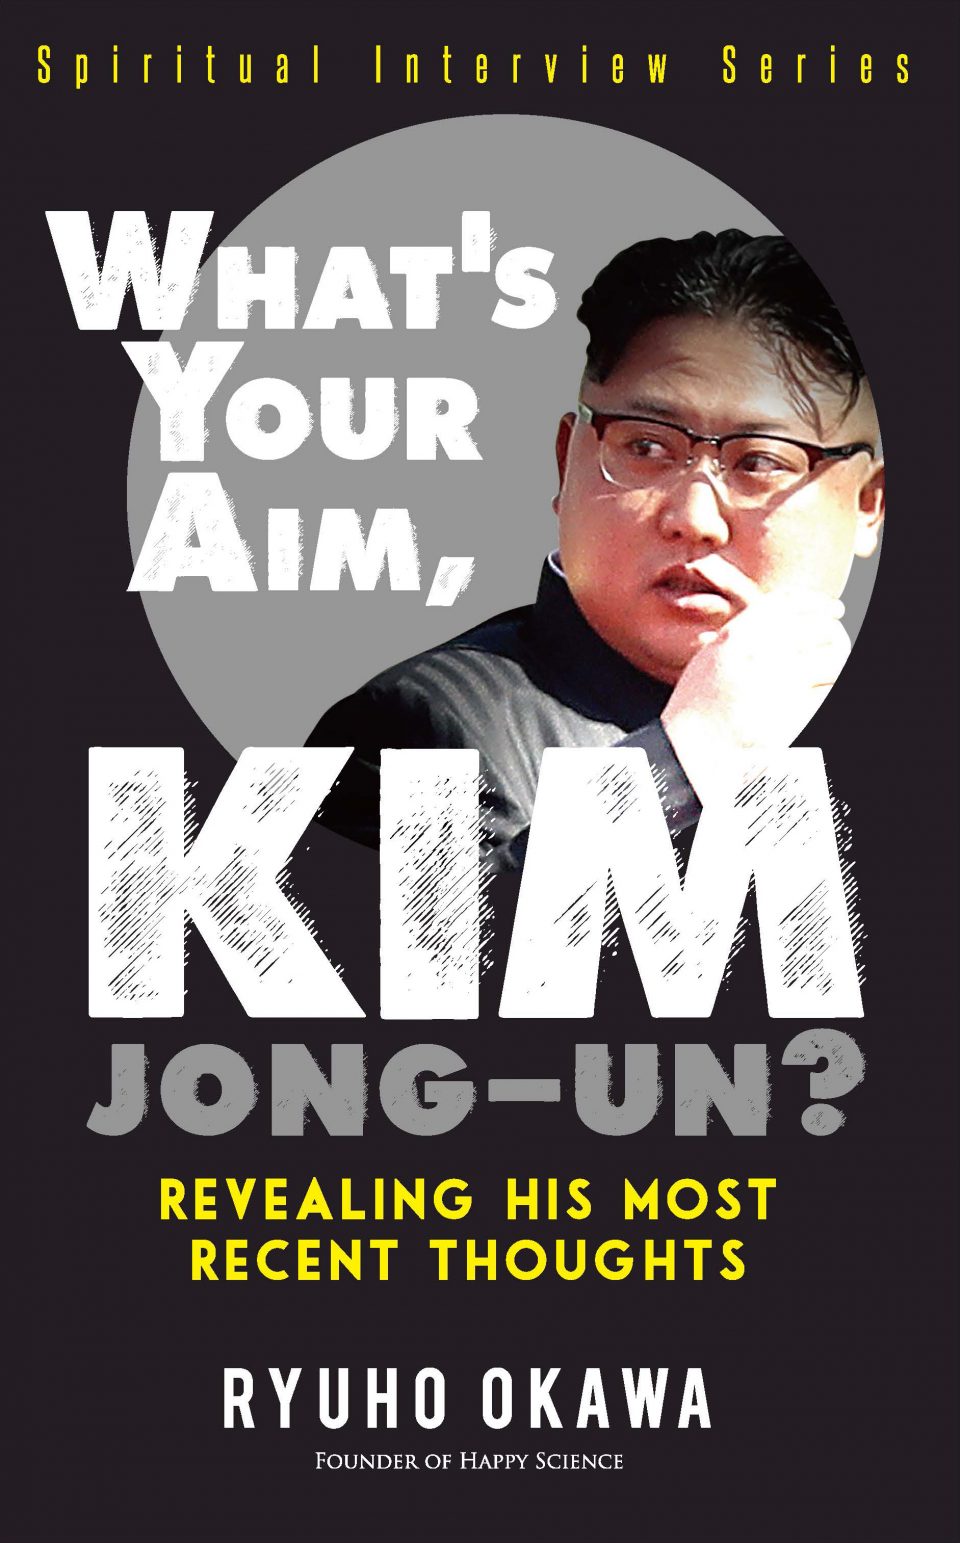 Spiritual Interview Series
What's
Your
Aim,
KIM
JONG-UN?
REVEALING HIS MOST
RECENT THOUGHTS
RYUHO OKAWA
Founder of Happy Science